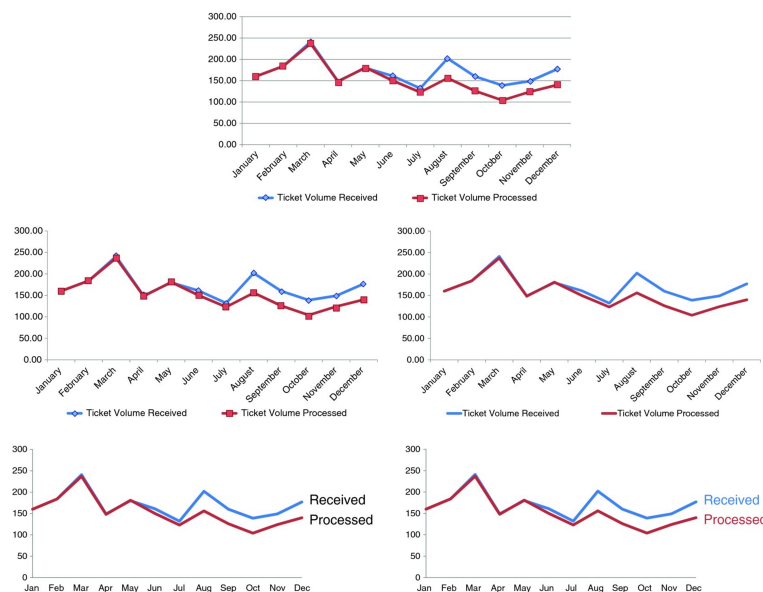 300.00
250.00
200.00
150.00
100.00
50.00
0.00
January
February
March
April
May
June
July
August
September
October
November
December
Ticket Volume Received
Ticket Volume Processed
300.00
250.00
200.00
150.00
100.00
50.00
0.00
January
February
March
April
May
June
July
August
September
October
November
December
Ticket Volume Received
Ticket Volume Processed
300.00
250.00
200.00
150.00
100.00
50.00
0.00
January
February
March
April
May
June
July
August
September
October
November
December
Ticket Volume Received
Ticket Volume Processed
300
250
200
150
100
50
0
Jan Feb Mar Apr May Jun Jul Aug Sep Oct Nov Dec
Received
Processed
300
250
200
150
100
50
0
Jan Feb Mar Apr May Jun Jul Aug Sep Oct Nov Dec
Received
Processed